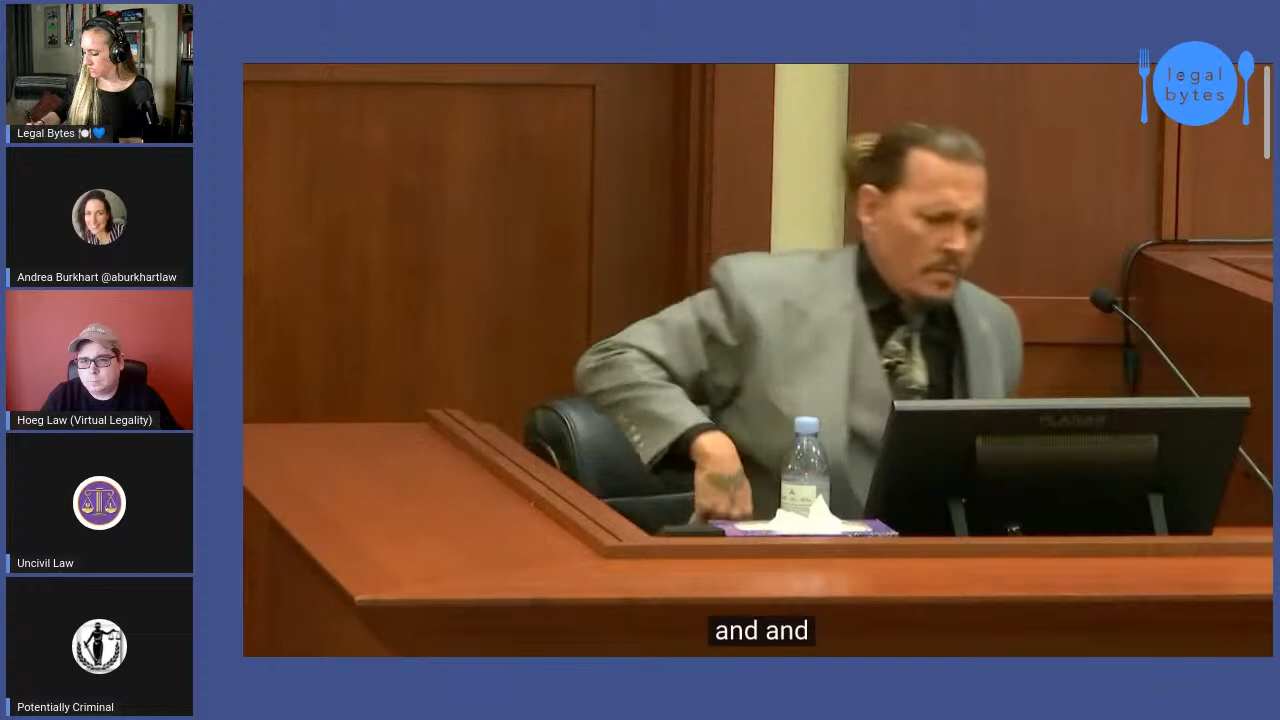 Legal Bytes 🍽️💙
Andrea Burkhart @aburkhartlaw
Hoeg Law (Virtual Legality)
Uncivil Law
Potentially Criminal
legal
bytes
and and